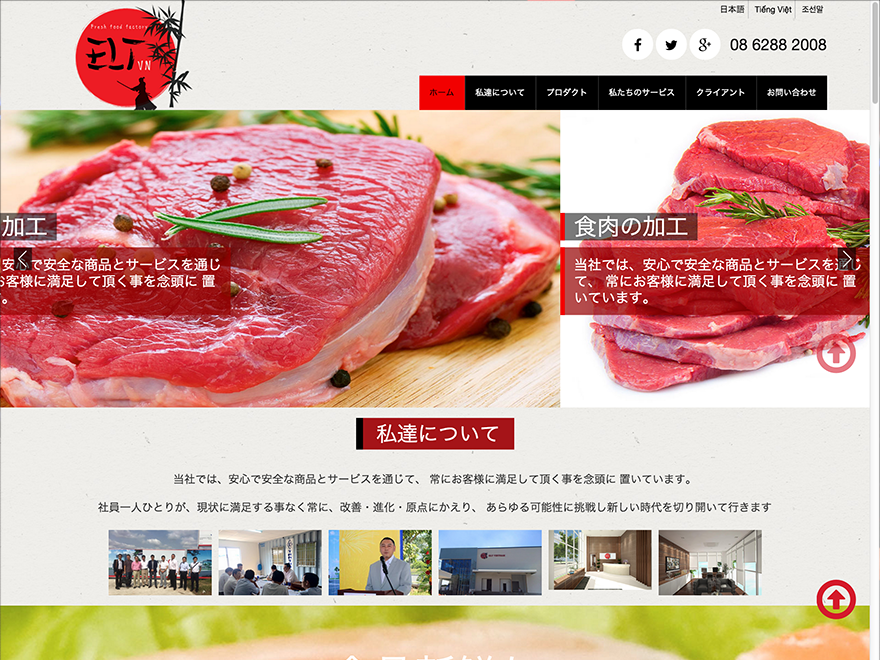 日本語 Tiếng Việt 조선말
Fresh food factory
ELT VN
08 6288 2008
ホーム 私達について プロダクト 私たちのサービス クライアント お問い合わせ
加工
安心で安全な商品とサービスを通じ
お客様に満足して頂く事を念頭に 置
。
食肉の加工
当社では、安心で安全な商品とサービスを通じ
て、 常にお客様に満足して頂く事を念頭に 置
いています。
私達について
当社では、安心で安全な商品とサービスを通じて、 常にお客様に満足して頂く事を念頭に 置いています。
社員一人ひとりが、現状に満足する事なく常に、改善・進化・原点にかえり、 あらゆる可能性に挑戦し新しい時代を切り開いて行きます